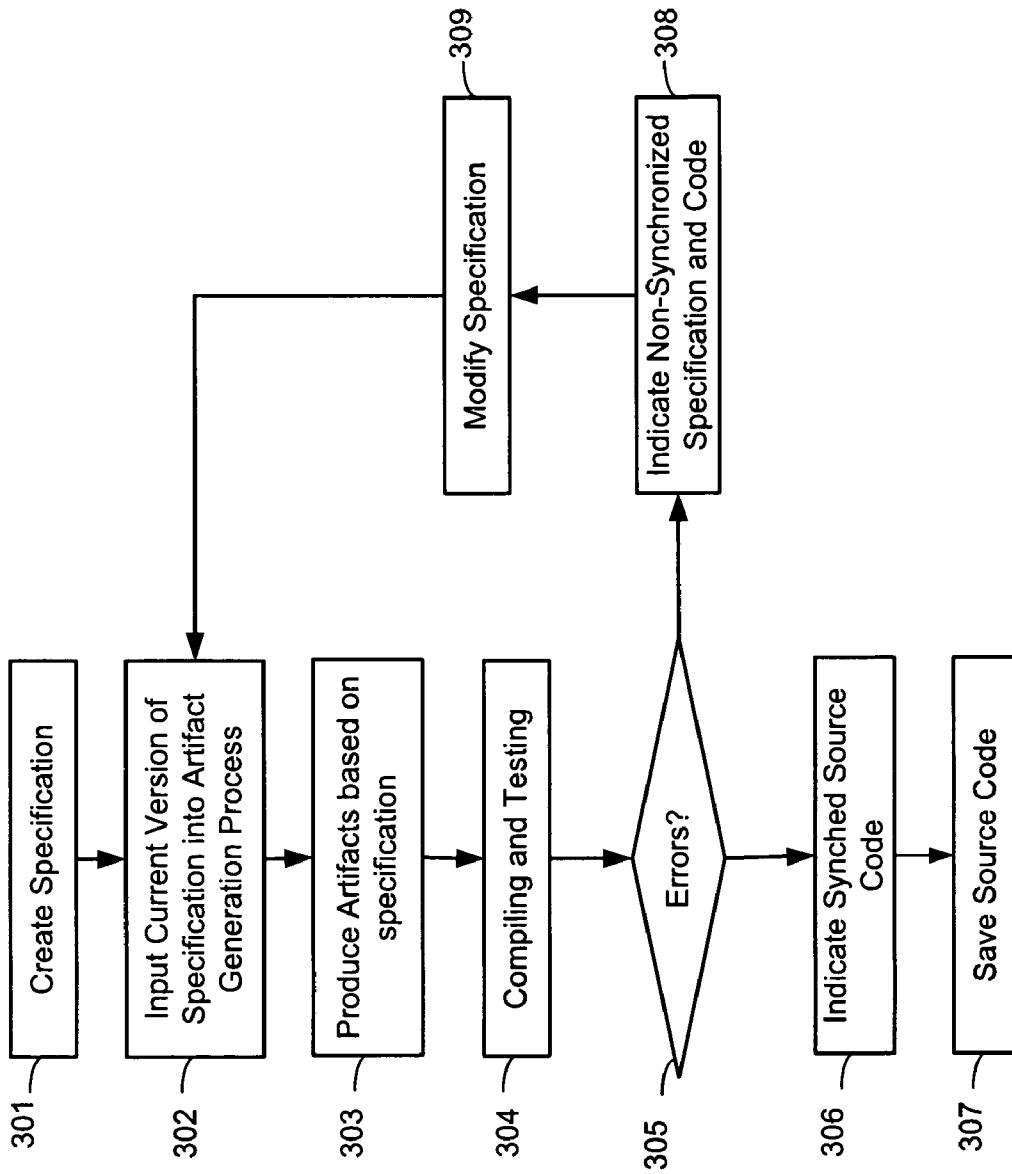 301
Create Specification
302
Input Current Version of
Specification into Artifact
Generation Process
303
Produce Artifacts based on
specification
304
Compiling and Testing
305
Errors?
306
Indicate Synched Source
Code
307
Save Source Code
309
Modify Specification
308
Indicate Non-Synchronized
Specification and Code